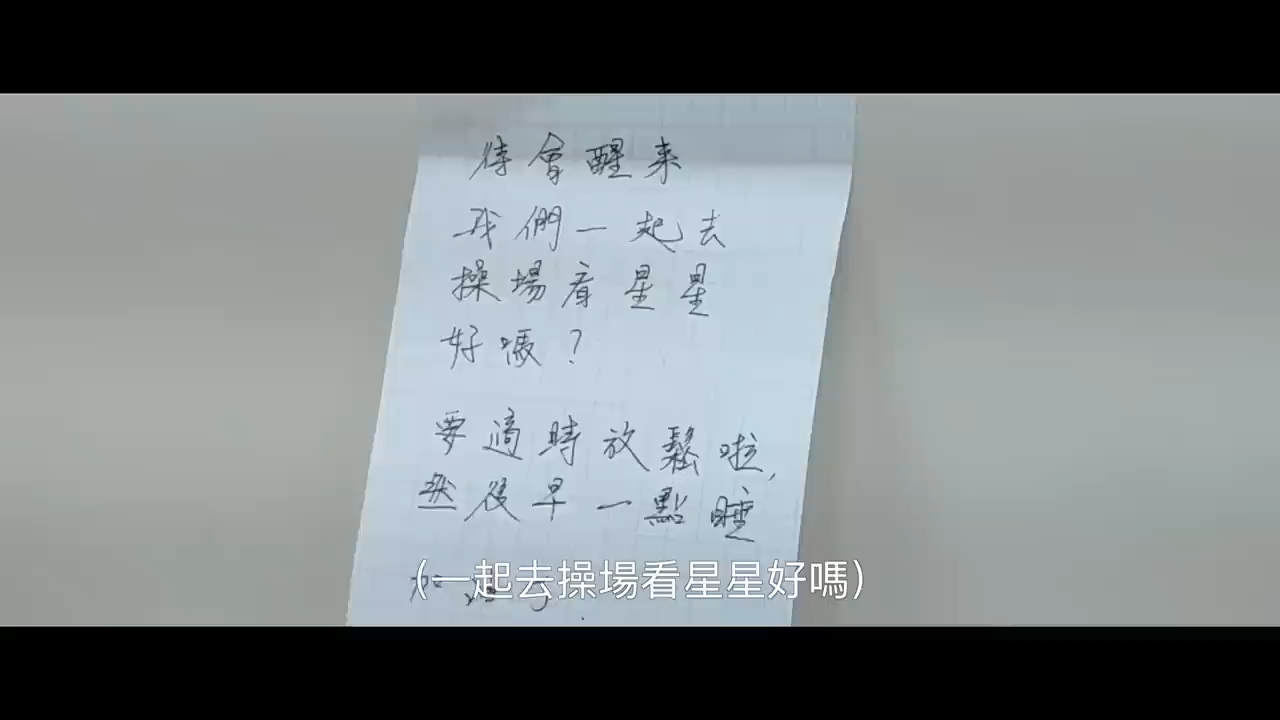 待會醒来
我們一起去
操場看星星
好嗎？
要適時放鬆啦,
然後早一點睡
（一起去操場看星星好嗎）